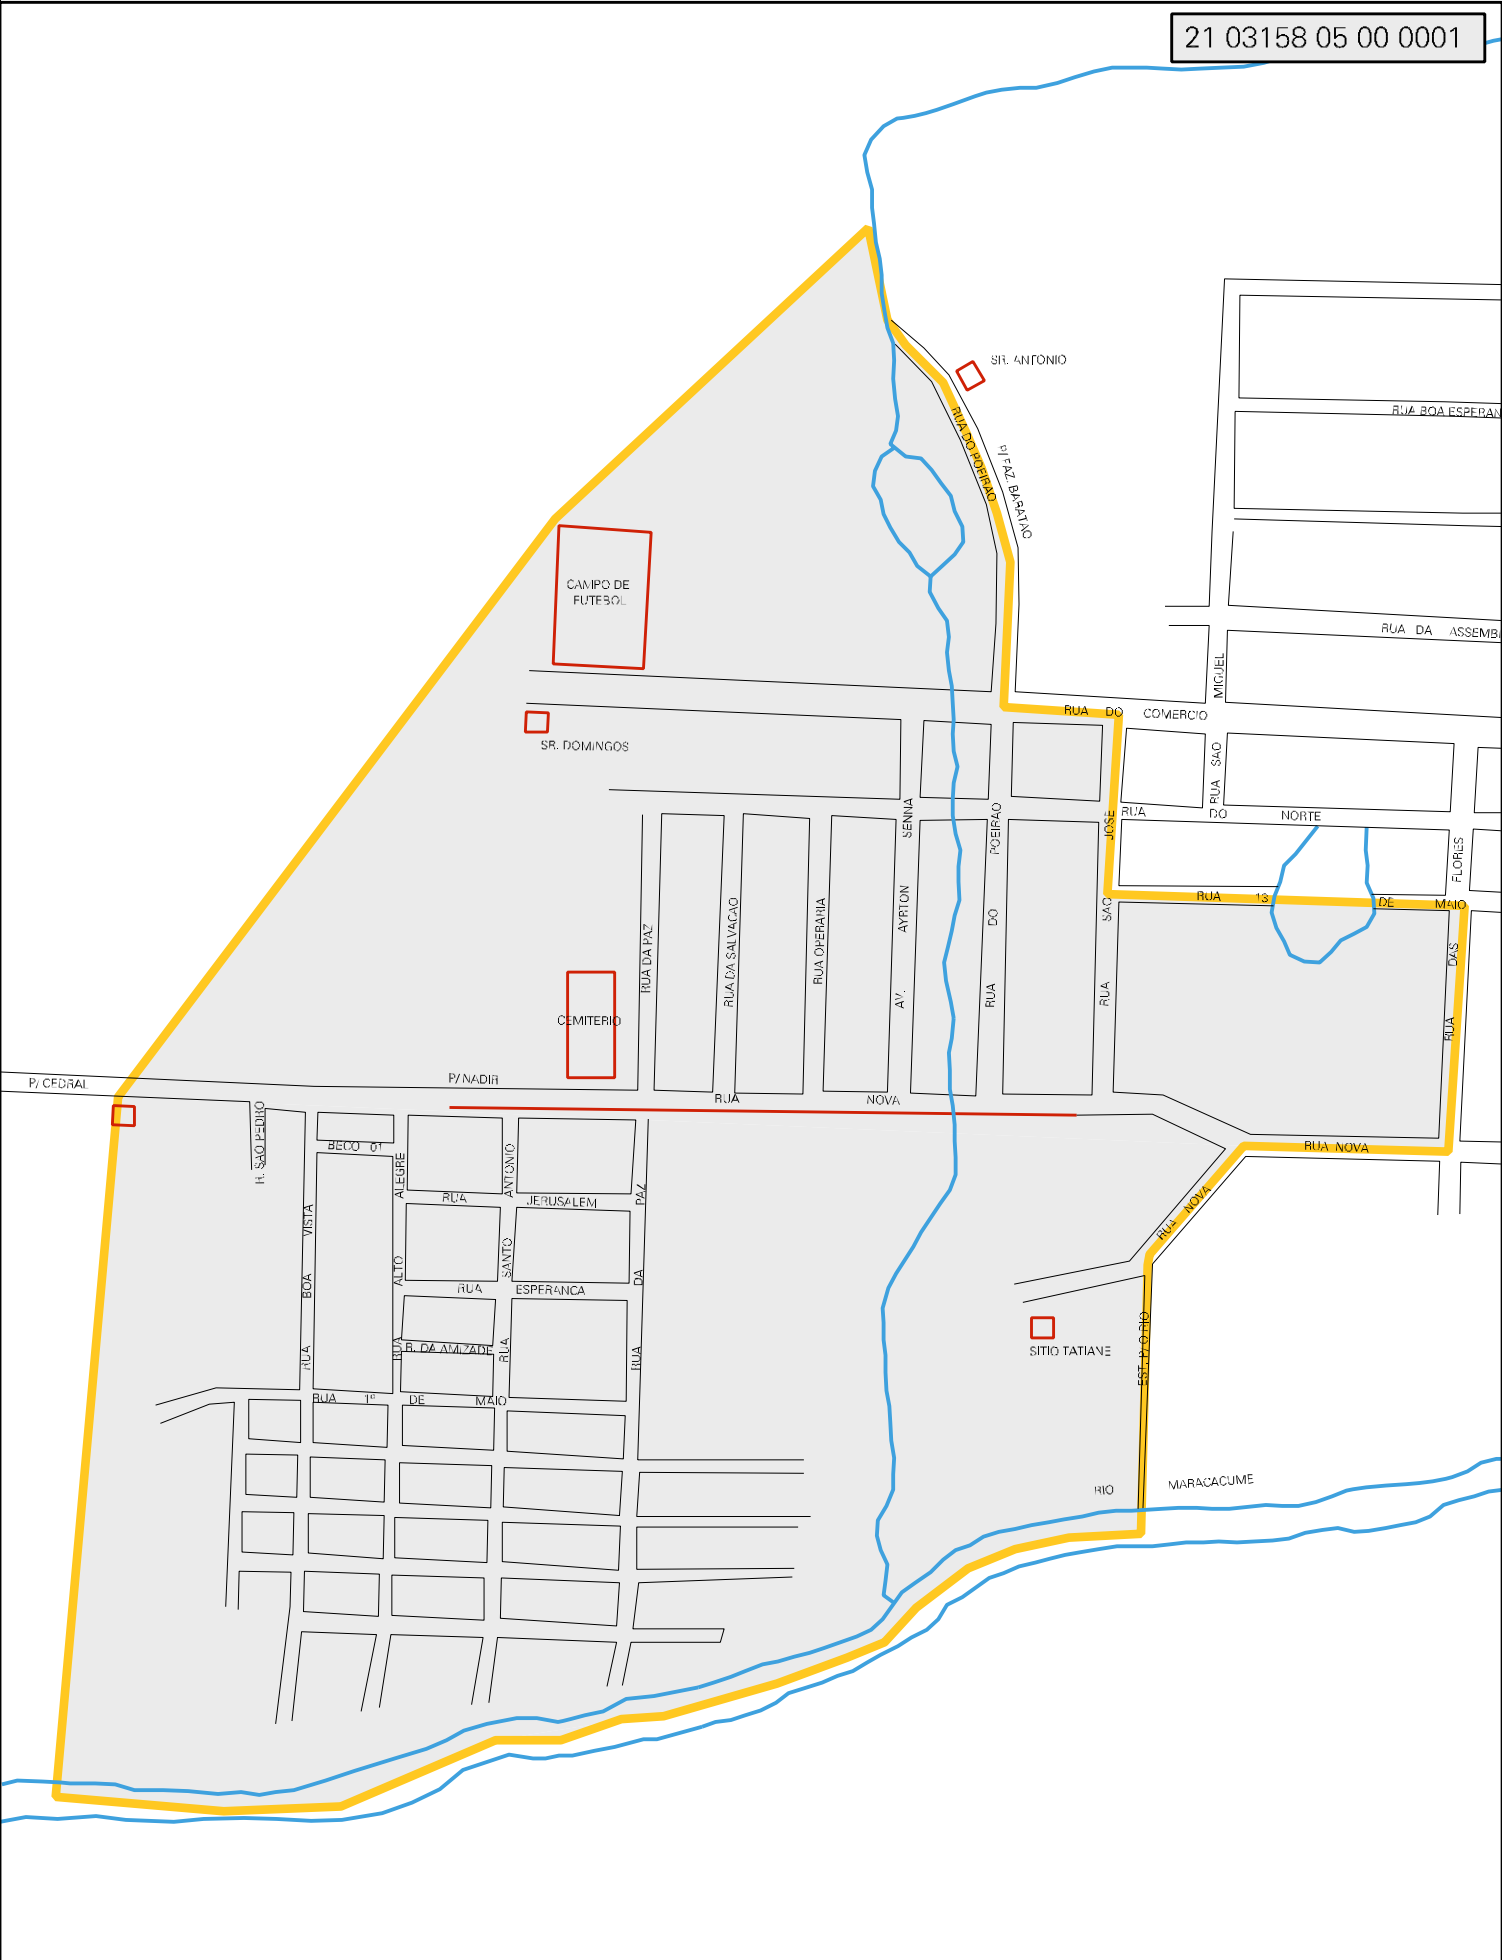 21 03158 05 00 0001
SR. ANTONIO
RUA BOA ESPERAN
RUA DO POEIRAO
P/ FAZ. BARATAO
CAMPO DE
FUTEBOL
RUA DA ASSEMB
MIGUEL
RUA DO COMERCIO
SR. DOMINGOS
RUA SAO
RUA DO NORTE
SENNA
POEIRAO
JOSE
FLORES
RUA 13 DE MAIO
RUA DA PAZ
RUA DA SALVACAO
RUA OPERARIA
AV. AYRTON
RUA DO
RUA SAO
RUA DAS
CEMITERIO
P/ CEDRAL
P/ NADIR
RUA NOVA
R. SAO PEDRO
BECO 01
RUA NOVA
RUA BOA VISTA
RUA ALTO ALEGRE
RUA SANTO ANTONIO
RUA DA PAZ
RUA JERUSALEM
RUA NOVA
RUA ESPERANCA
R. DA AMIZADE
SITIO TATIANE
EST. P/ O RIO
RUA 1º DE MAIO
RIO MARACACUME